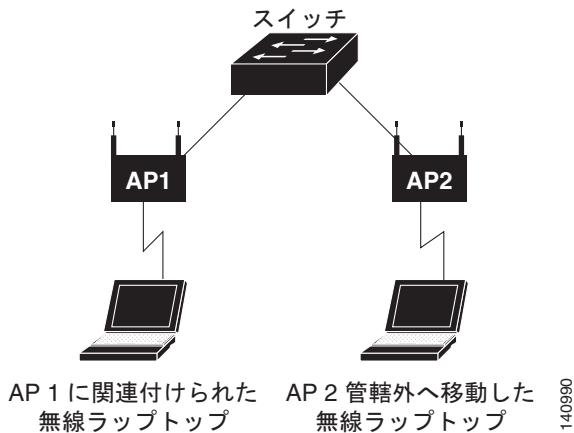 スイッチ
AP1
AP2
AP 1 に関連付けられた
無線ラップトップ
AP 2 管轄外へ移動した
無線ラップトップ
140990